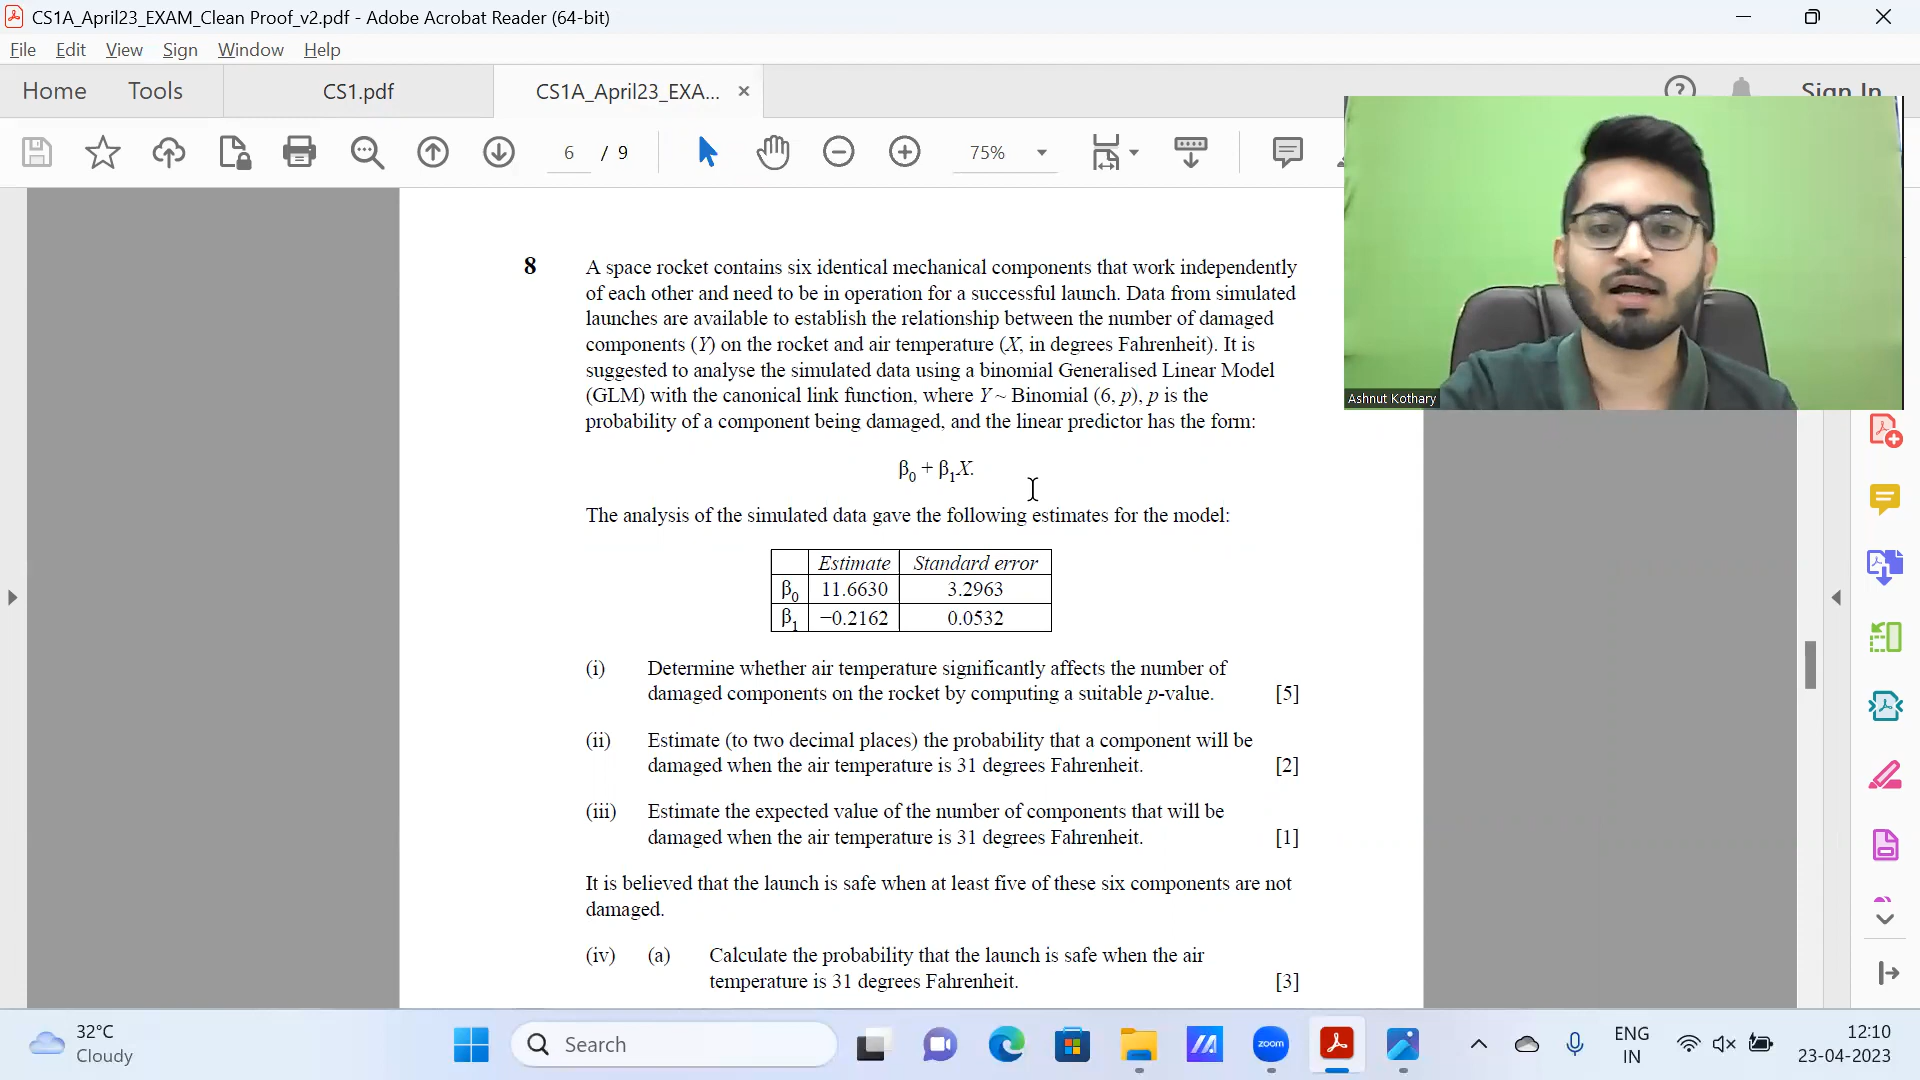 CS1A_April23_EXAM_Clean Proof_v2.pdf - Adobe Acrobat Reader (64-bit)
File Edit View Sign Window Help
Home Tools CS1.pdf CS1A_April23_EXA... × Sign In
6 / 9 75%
Ashnut Kothary
8 A space rocket contains six identical mechanical components that work independently
of each other and need to be in operation for a successful launch. Data from simulated
launches are available to establish the relationship between the number of damaged
components (Y) on the rocket and air temperature (X, in degrees Fahrenheit). It is
suggested to analyse the simulated data using a binomial Generalised Linear Model
(GLM) with the canonical link function, where Y ~ Binomial (6, p), p is the
probability of a component being damaged, and the linear predictor has the form:
β₀ + β₁X.
The analysis of the simulated data gave the following estimates for the model:
Estimate Standard error
β₀ 11.6630 3.2963
β₁ −0.2162 0.0532
(i) Determine whether air temperature significantly affects the number of
damaged components on the rocket by computing a suitable p-value. [5]
(ii) Estimate (to two decimal places) the probability that a component will be
damaged when the air temperature is 31 degrees Fahrenheit. [2]
(iii) Estimate the expected value of the number of components that will be
damaged when the air temperature is 31 degrees Fahrenheit. [1]
It is believed that the launch is safe when at least five of these six components are not
damaged.
(iv) (a) Calculate the probability that the launch is safe when the air
temperature is 31 degrees Fahrenheit. [3]
32°C
Cloudy
Search
zoom
ENG
IN
12:10
23-04-2023